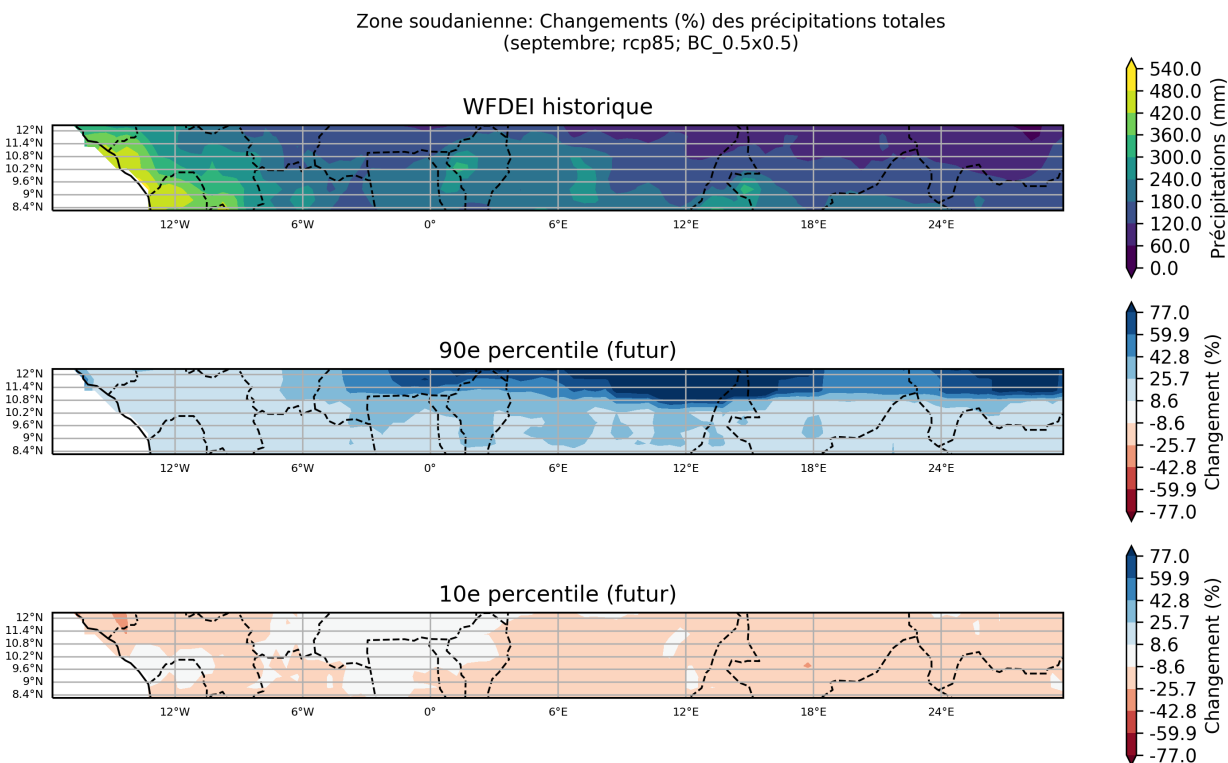 Zone soudanienne: Changements (%) des précipitations totales
(septembre; rcp85; BC_0.5x0.5)
WFDEI historique
12°N
11.4°N
10.8°N
10.2°N
9.6°N
9°N
8.4°N
12°W
6°W
0°
6°E
12°E
18°E
24°E
540.0
480.0
420.0
360.0
300.0
240.0
180.0
120.0
60.0
0.0
Précipitations (mm)
90e percentile (futur)
12°N
11.4°N
10.8°N
10.2°N
9.6°N
9°N
8.4°N
12°W
6°W
0°
6°E
12°E
18°E
24°E
77.0
59.9
42.8
25.7
8.6
-8.6
-25.7
-42.8
-59.9
-77.0
Changement (%)
10e percentile (futur)
12°N
11.4°N
10.8°N
10.2°N
9.6°N
9°N
8.4°N
12°W
6°W
0°
6°E
12°E
18°E
24°E
77.0
59.9
42.8
25.7
8.6
-8.6
-25.7
-42.8
-59.9
-77.0
Changement (%)